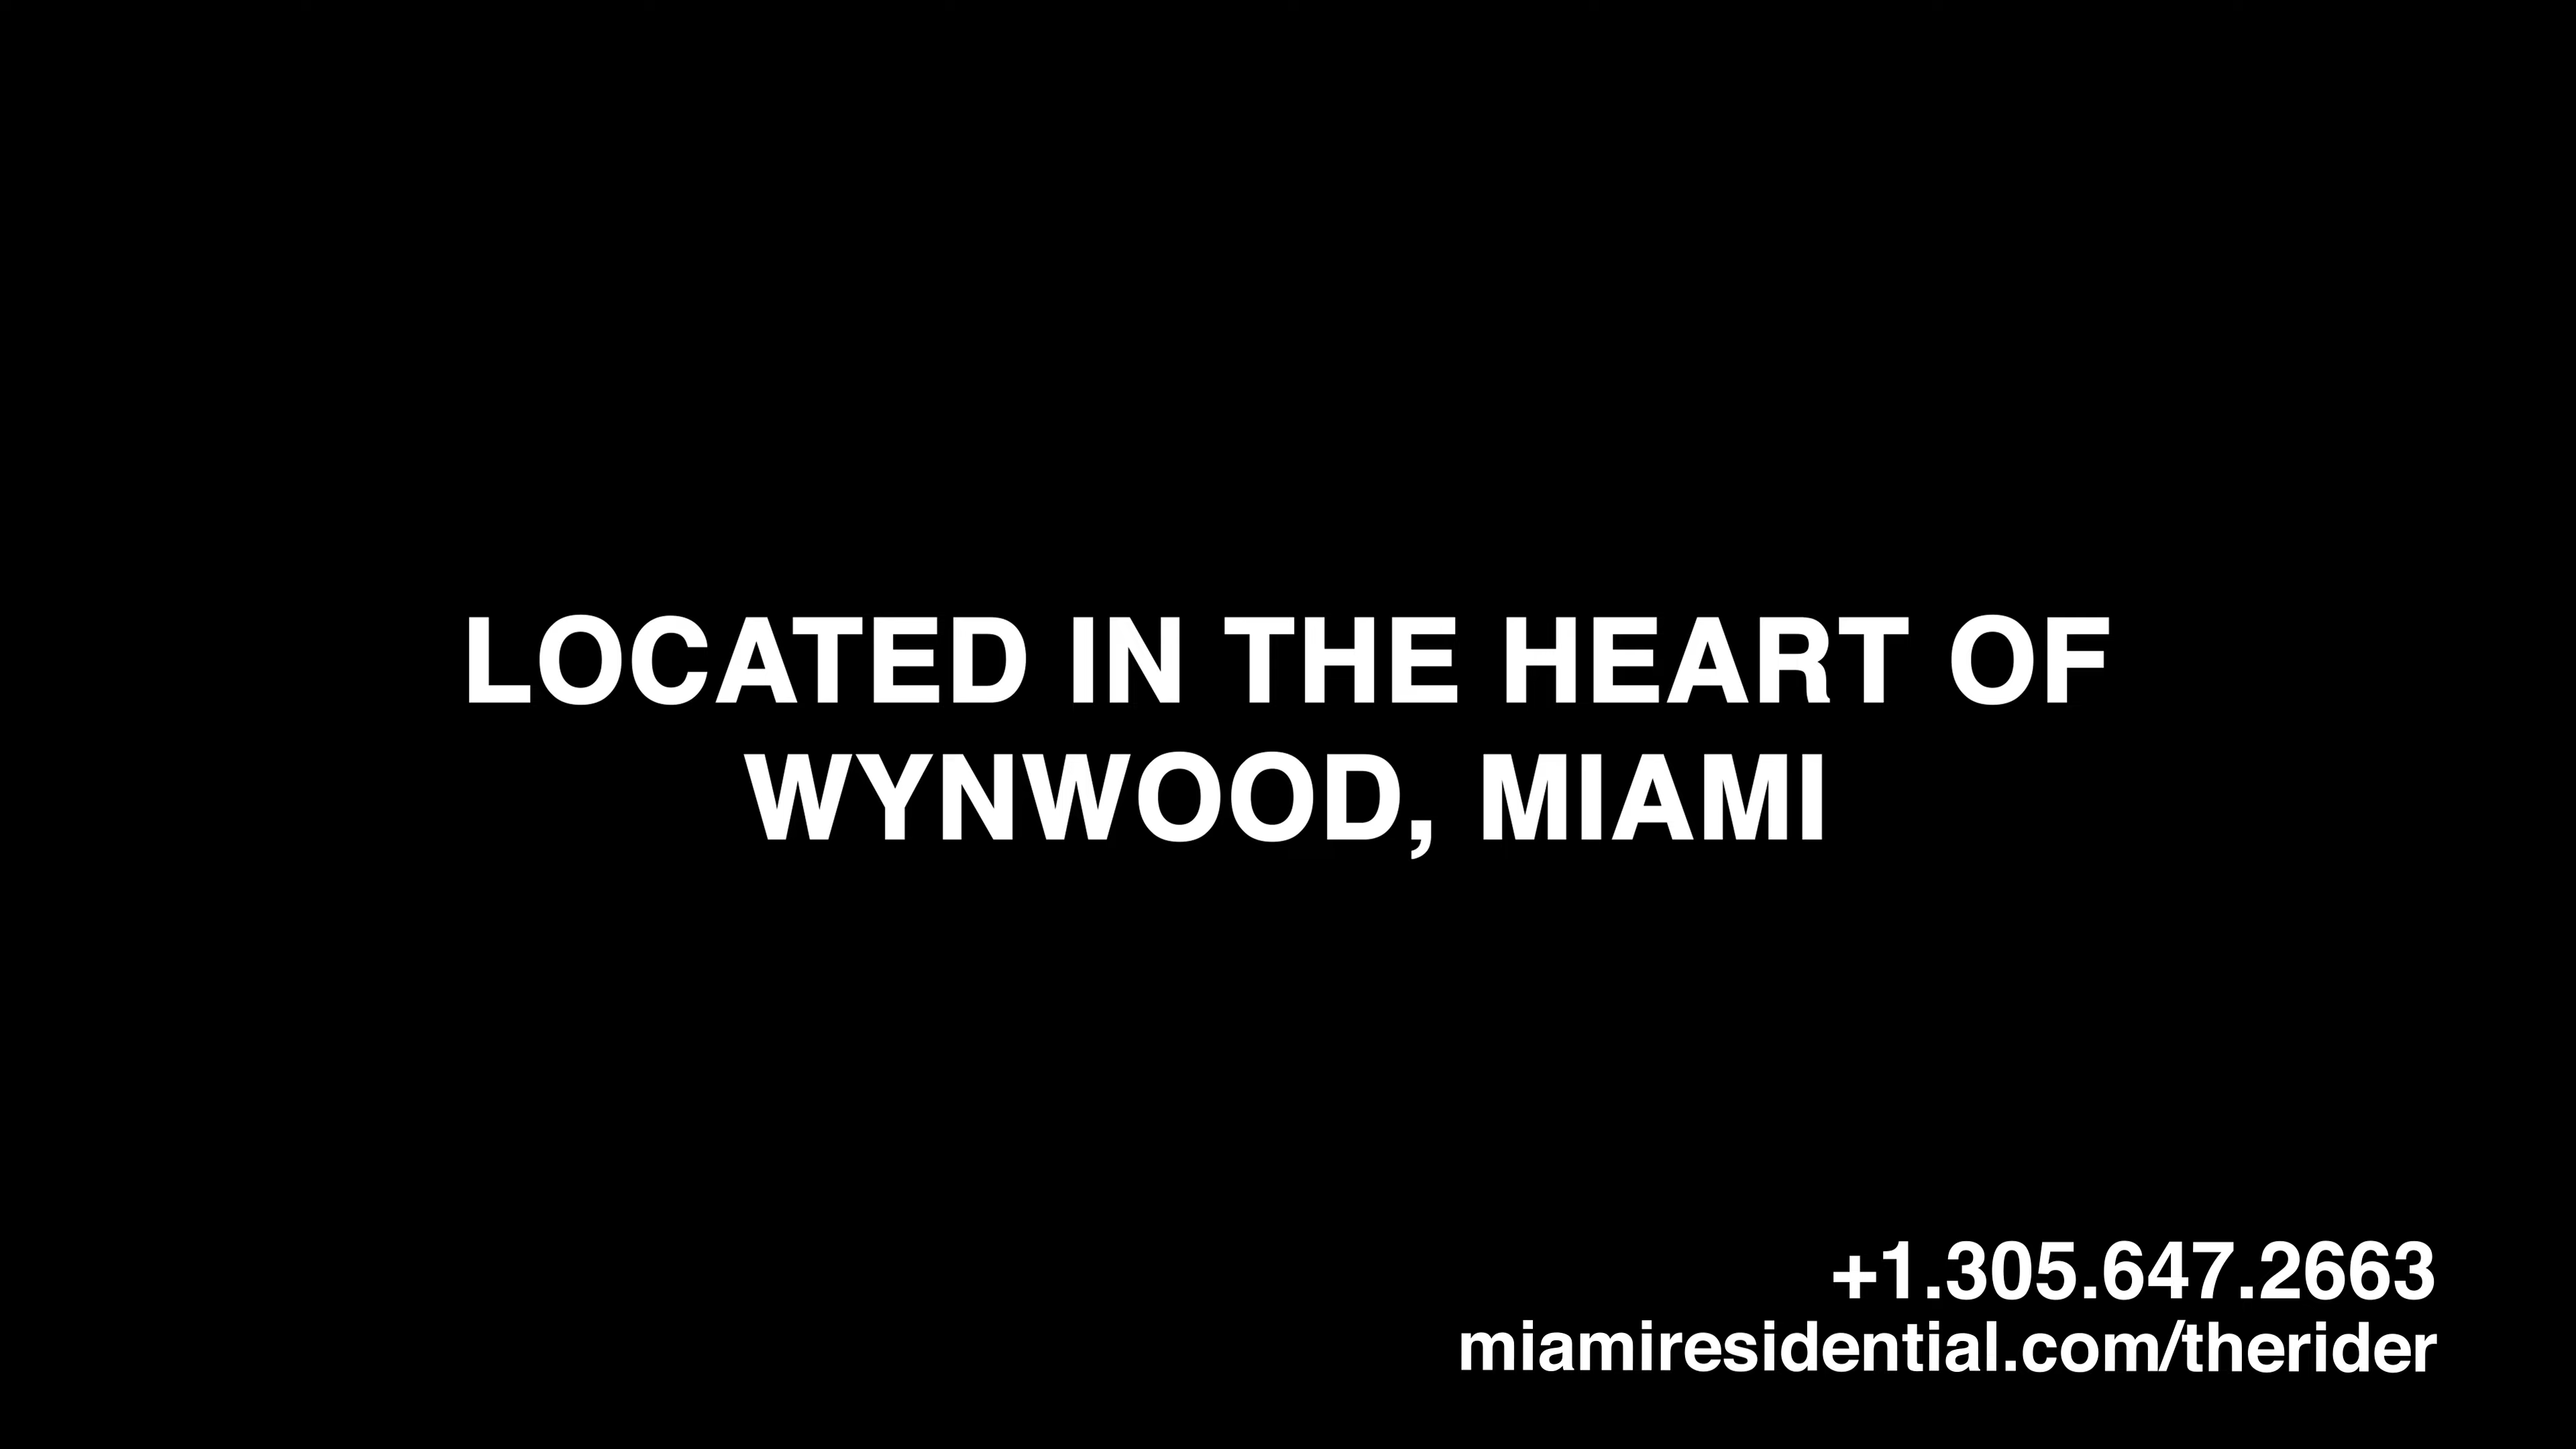 LOCATED IN THE HEART OF
WYNWOOD, MIAMI
+1.305.647.2663
miamiresidential.com/therider